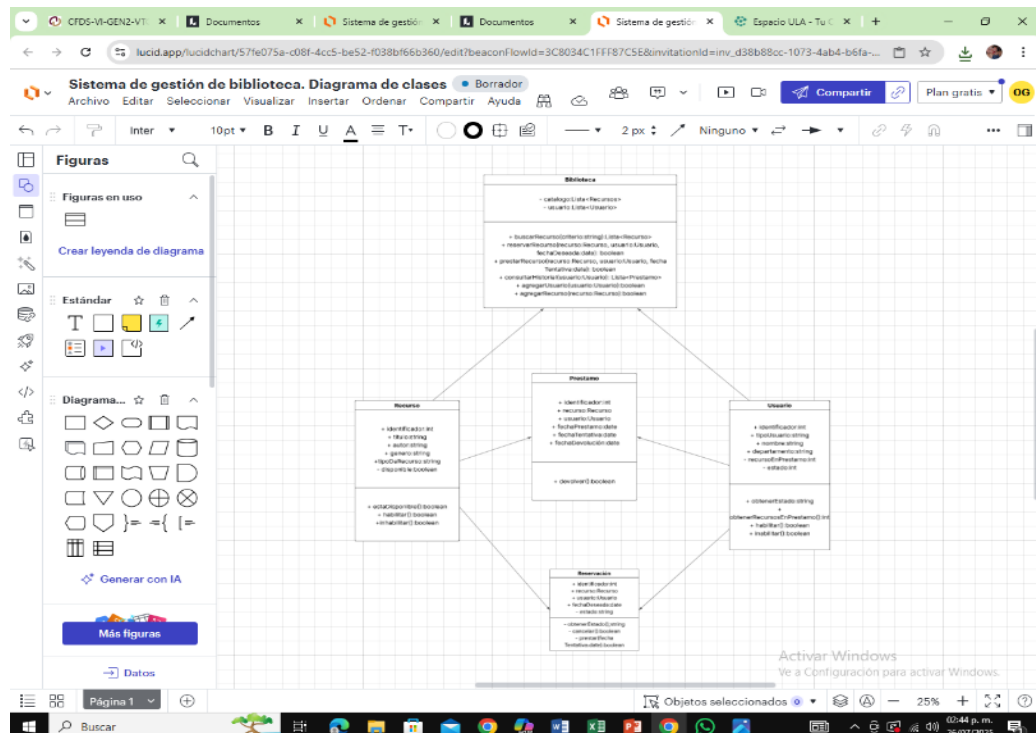 CFDS-VI-GEN2-VT
Documentos
Sistema de gestión
Documentos
Sistema de gestión
Espacio ULA - Tu C
lucid.app/lucidchart/57fe075a-c08f-4cc5-be52-f038bf66b360/edit?beaconFlowId=3C8034C1FFF87C5E&invitationId=inv_d38b88cc-1073-4ab4-b6fa-...
Sistema de gestión de biblioteca. Diagrama de clases
Borrador
Archivo Editar Seleccionar Visualizar Insertar Ordenar Compartir Ayuda
Compartir
Plan gratis
OG
Inter
10pt
B I U A
2 px
Ninguno
Figuras
Figuras en uso
Crear leyenda de diagrama
Estándar
Diagrama...
Generar con IA
Más figuras
Datos
Biblioteca
- catalogo:Lista<Recursos>
- usuario:Lista<Usuario>
+ buscarRecurso(criterio:string):Lista<Recurso>
+ reservarRecurso(recurso:Recurso, usuario:Usuario,
fechaDeseada:date): boolean
+ prestarRecurso(recurso:Recurso, usuario:Usuario, fecha
Tentativa:date): boolean
+ consultarHistoria(usuario:Usuario): Lista<Prestamo>
+ agregarUsuario(usuario:Usuario):boolean
+ agregarRecurso(recurso:Recurso):boolean
Prestamo
+ identificador:int
+ recurso:Recurso
+ usuario:Usuario
+ fechaPrestamo:date
+ fechaTentativa:date
+ fechaDevolución:date
+ devolver():boolean
Recurso
+ identificador:int
+ titulo:string
+ autor:string
+ genero:string
+tipoDeRecurso:string
- disponible:boolean
+ estaDisponible():boolean
+ habilitar():boolean
+inhabilitar():boolean
Usuario
+ identificador:int
+ tipoUsuario:string
+ nombre:string
+ departamento:string
- recursoEnPrestamo:int
- estado:int
+ obtenerEstado:string
+
obtenerRecursosEnPrestamo():int
+ habilitar():boolean
+ inabilitar():boolean
Reservación
+ identificador:int
+ recurso:Recurso
+ usuario:Usuario
+ fechaDeseada:date
- estado:string
- obtenerEstado():string
- cancelar():boolean
- prestar(fecha
Tentativa:date):boolean
Activar Windows
Ve a Configuración para activar Windows.
Página 1
Objetos seleccionados 0
25%
Buscar
02:44 p. m.
26/07/2025